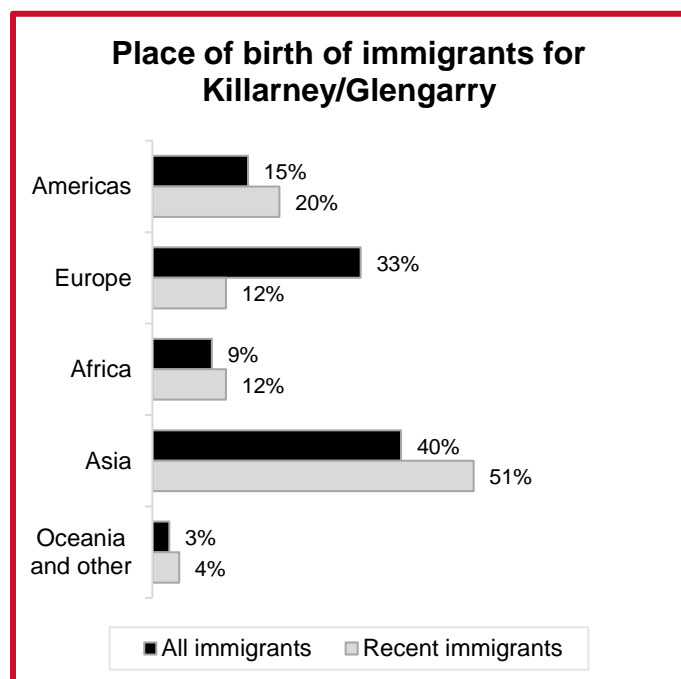 Place of birth of immigrants for
Killarney/Glengarry
Americas
15%
20%
Europe
33%
12%
Africa
9%
12%
Asia
40%
51%
Oceania
and other
3%
4%
All immigrants Recent immigrants